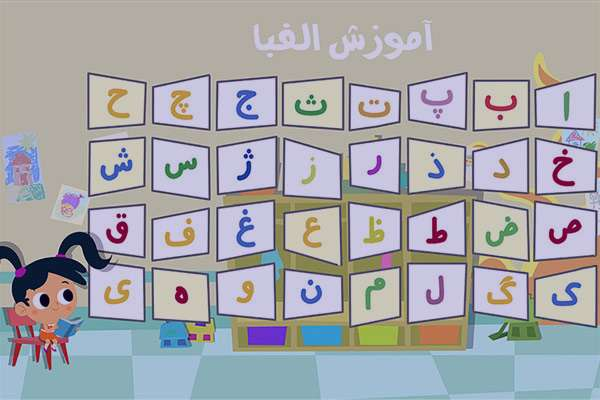 آموزش الفبا
ا ب پ ت ث ج چ ح
خ د ذ ر ز ژ س ش
ص ض ط ظ ع غ ف ق
ک گ ل م ن و ه ی